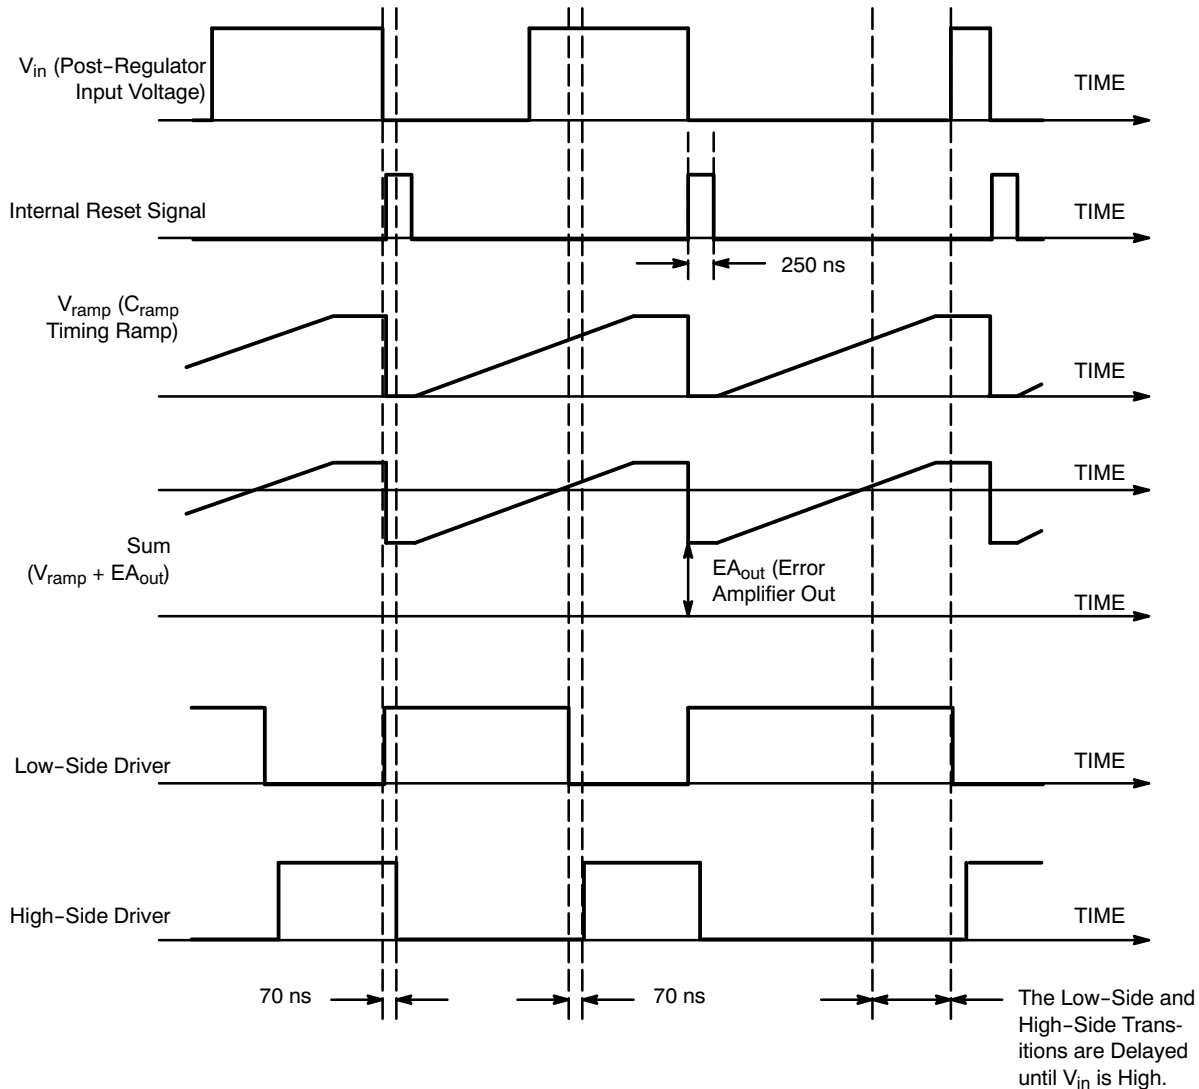 V_in (Post-Regulator
Input Voltage)
TIME
Internal Reset Signal
TIME
250 ns
V_ramp (C_ramp
Timing Ramp)
TIME
TIME
Sum
(V_ramp + EA_out)
EA_out (Error
Amplifier Out
TIME
Low-Side Driver
TIME
High-Side Driver
TIME
70 ns
70 ns
The Low-Side and
High-Side Trans-
itions are Delayed
until V_in is High.